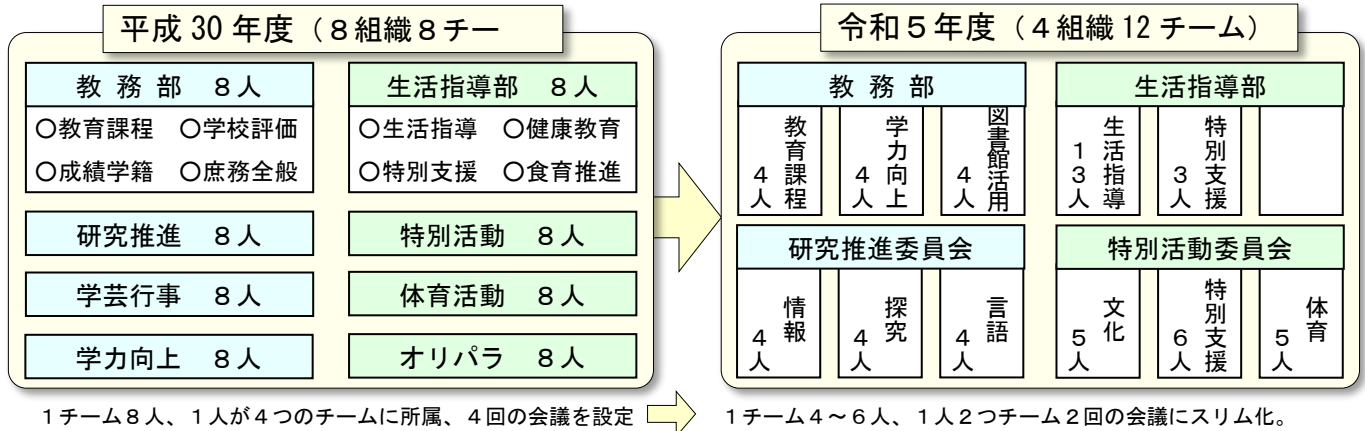 平成30年度（８組織８チー
教 務 部　８人
○教育課程　○学校評価
○成績学籍　○庶務全般
生活指導部　８人
○生活指導　○健康教育
○特別支援　○食育推進
研究推進　８人
特別活動　８人
学芸行事　８人
体育活動　８人
学力向上　８人
オリパラ　８人
１チーム８人、１人が４つのチームに所属、４回の会議を設定
令和５年度（４組織12チーム）
教 務 部
教育課程
４人
学力向上
４人
図書館活用
４人
生活指導部
生活指導
１３人
特別支援
３人
研究推進委員会
情報
４人
探究
４人
言語
４人
特別活動委員会
文化
５人
特別支援
６人
体育
５人
１チーム４～６人、１人２つチーム２回の会議にスリム化。